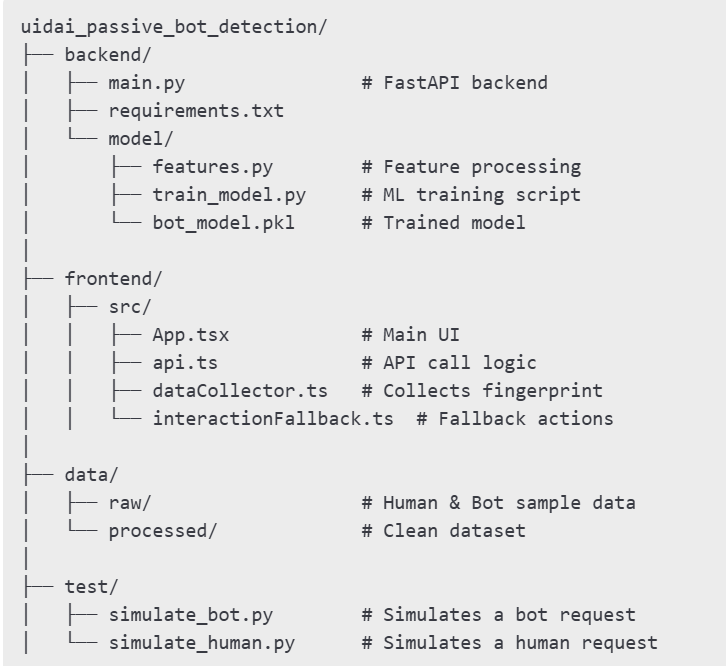 uidai_passive_bot_detection/
├── backend/
│   ├── main.py             # FastAPI backend
│   ├── requirements.txt
│   └── model/
│       ├── features.py     # Feature processing
│       ├── train_model.py  # ML training script
│       └── bot_model.pkl   # Trained model
│
├── frontend/
│   ├── src/
│   │   ├── App.tsx         # Main UI
│   │   ├── api.ts          # API call logic
│   │   ├── dataCollector.ts   # Collects fingerprint
│   │   └── interactionFallback.ts  # Fallback actions
│
├── data/
│   ├── raw/                # Human & Bot sample data
│   └── processed/          # Clean dataset
│
├── test/
│   ├── simulate_bot.py     # Simulates a bot request
│   └── simulate_human.py   # Simulates a human request